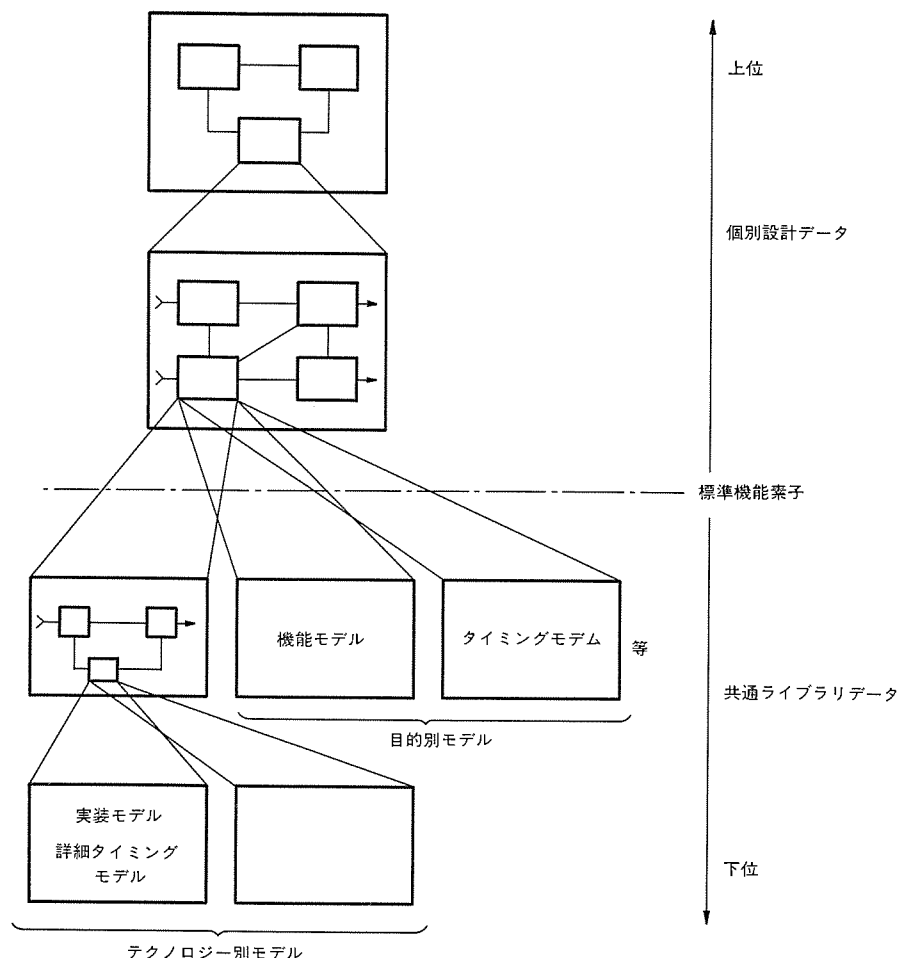 上位
個別設計データ
標準機能素子
機能モデル
タイミングモデム
等
共通ライブラリデータ
目的別モデル
実装モデル
詳細タイミング
モデル
下位
テクノロジー別モデル